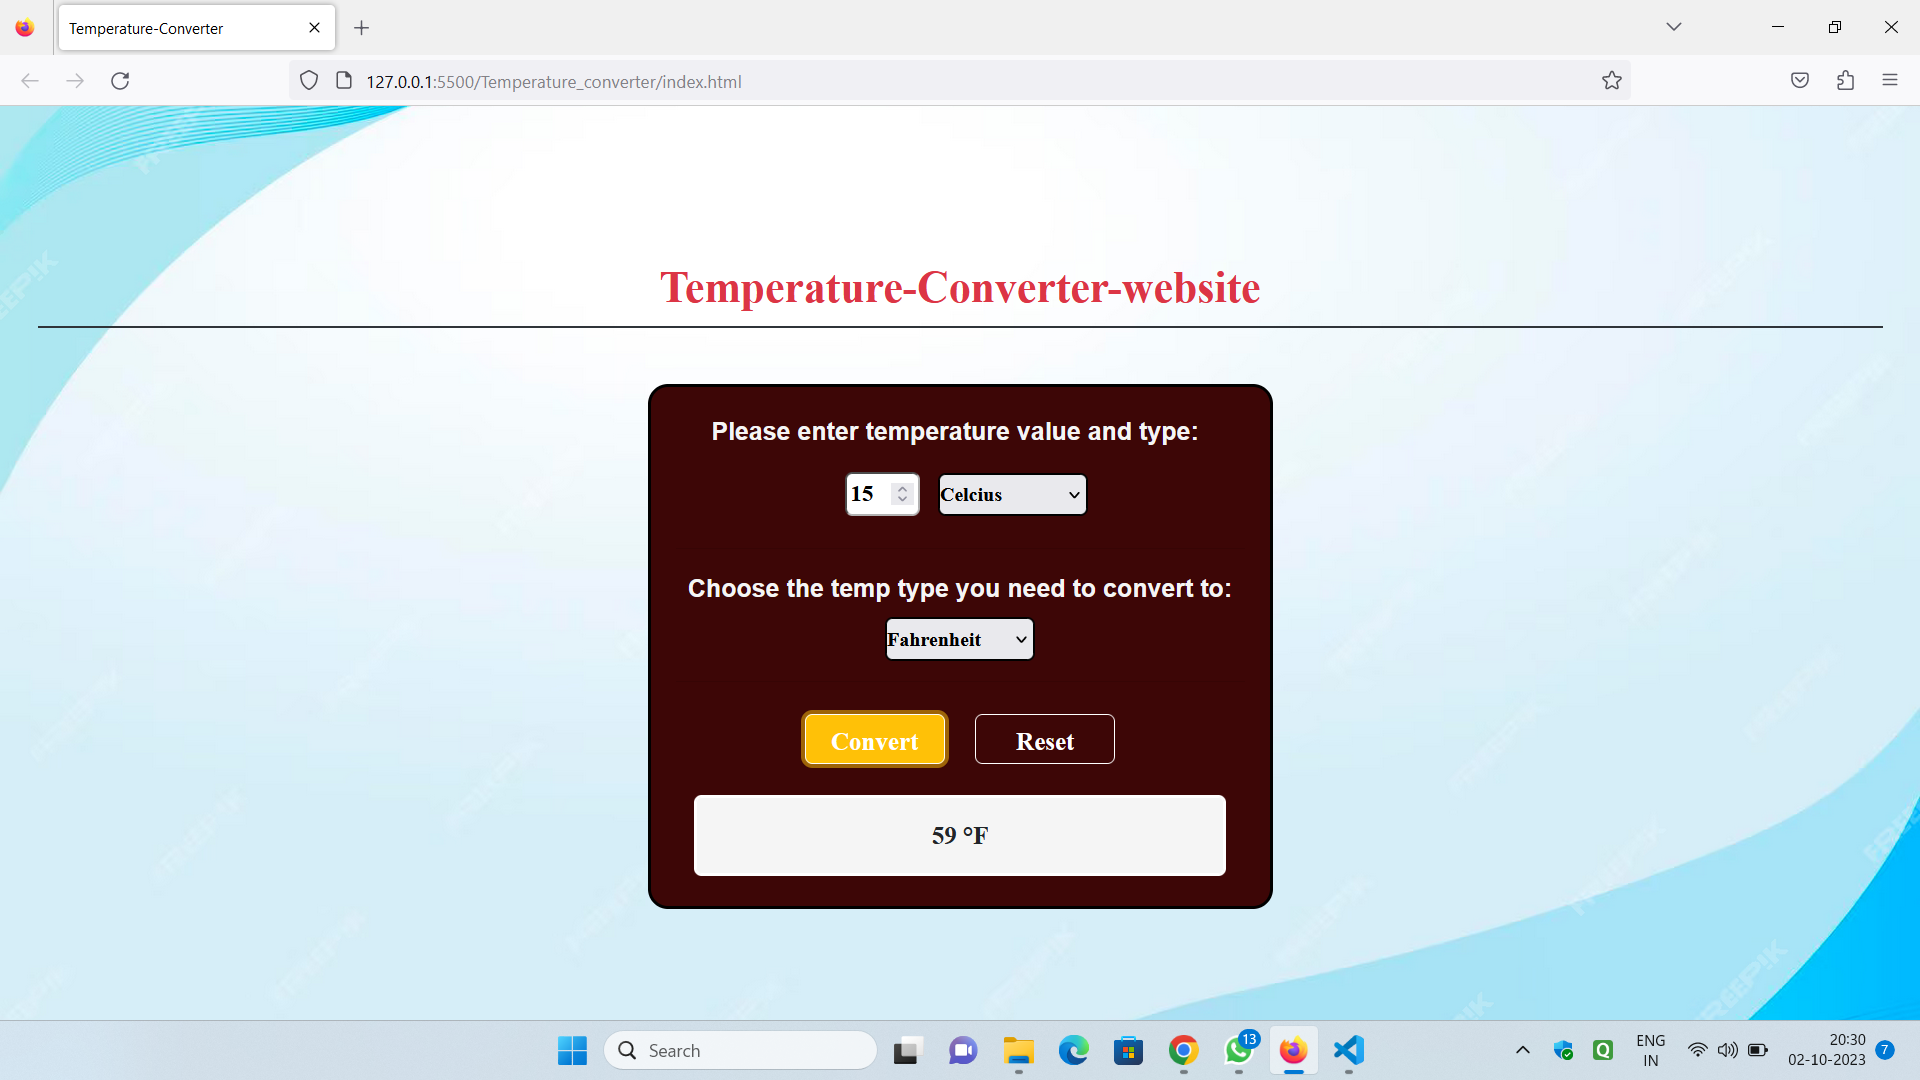 Temperature-Converter
127.0.0.1:5500/Temperature_converter/index.html
Temperature-Converter-website
Please enter temperature value and type:
15 Celcius
Choose the temp type you need to convert to:
Fahrenheit
Convert Reset
59 °F
Search
13
ENG
IN
20:30
02-10-2023
7
FREEPIK